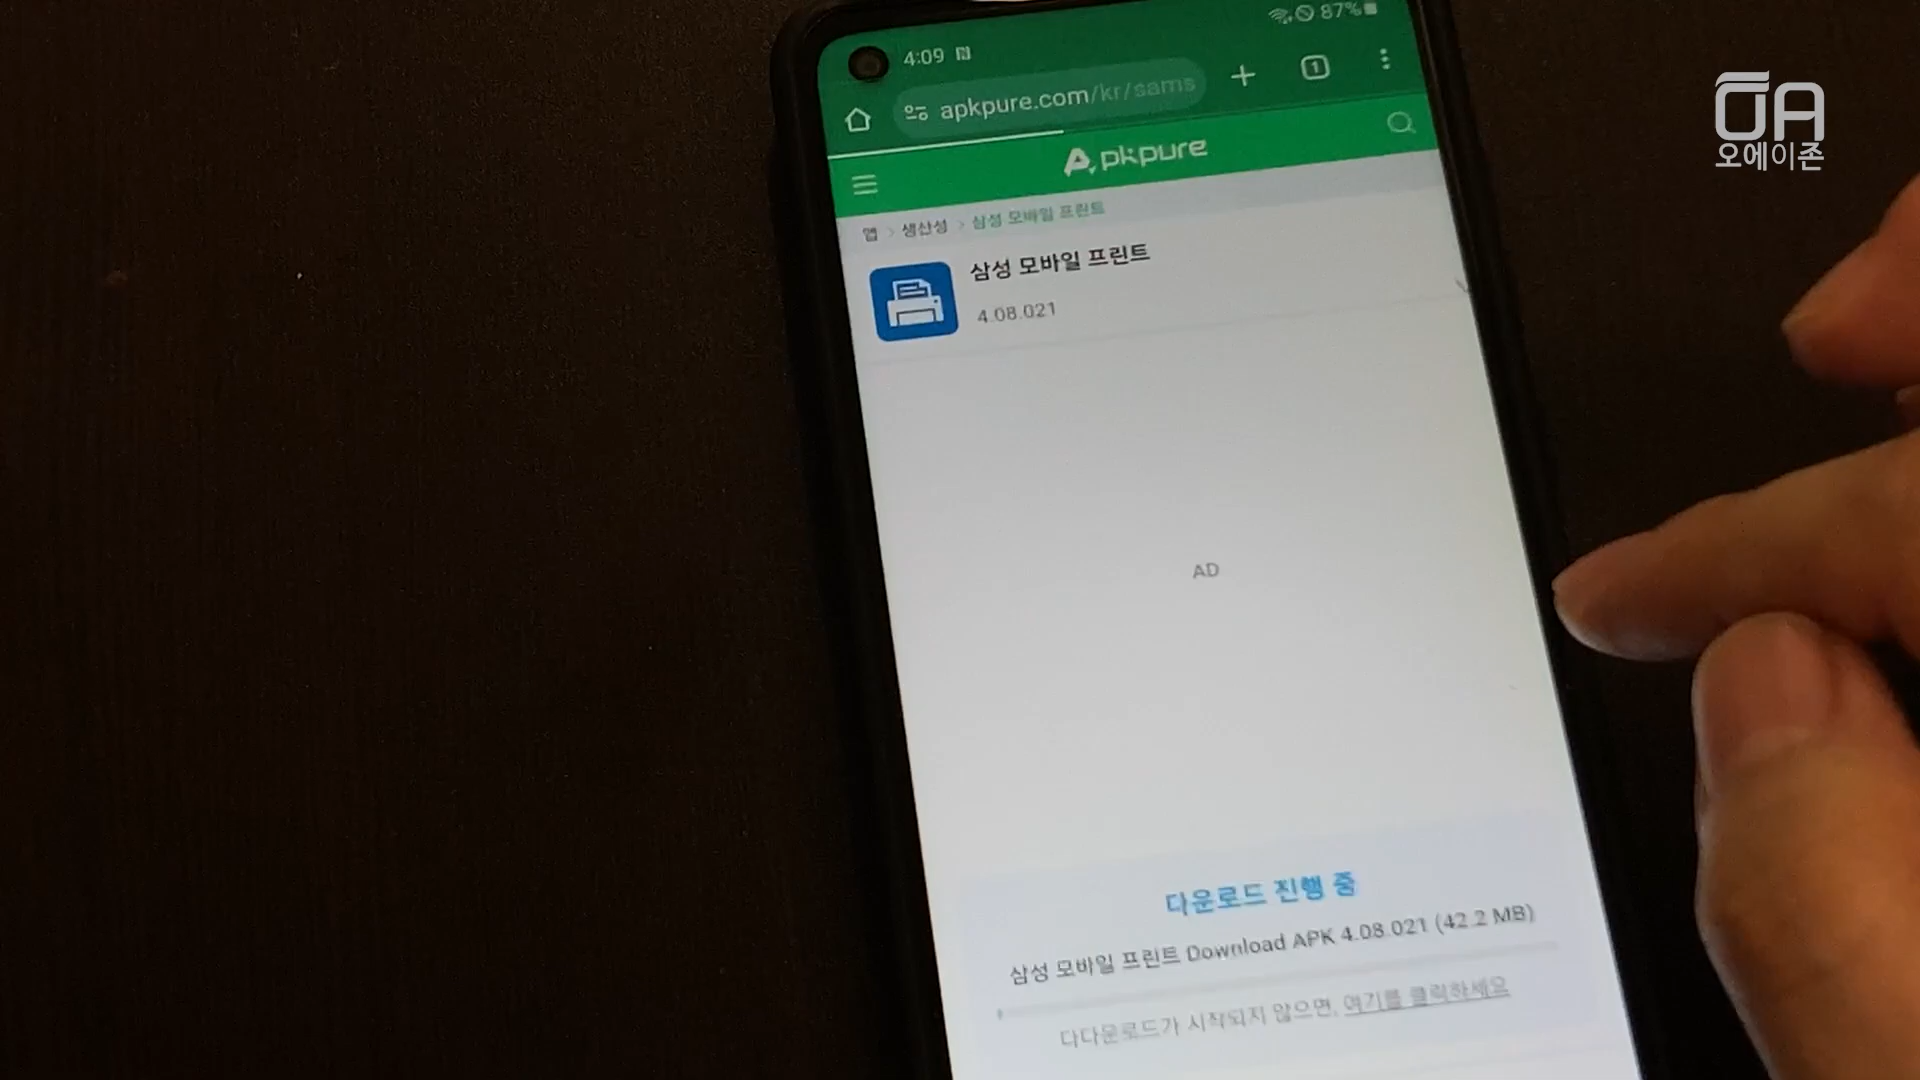 4:09
87%
apkpure.com/kr/sams
1
Apkpure
앱 > 생산성 > 삼성 모바일 프린트
삼성 모바일 프린트
4.08.021
AD
다운로드 진행 중
삼성 모바일 프린트 Download APK 4.08.021 (42.2 MB)
다다운로드가 시작되지 않으면, 여기를 클릭하세요
OA
오에이존